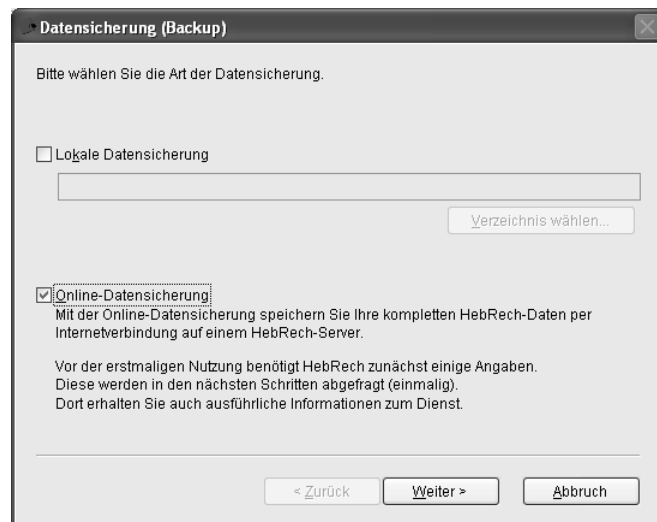 Datensicherung (Backup)
Bitte wählen Sie die Art der Datensicherung.
Lokale Datensicherung
Verzeichnis wählen...
Online-Datensicherung
Mit der Online-Datensicherung speichern Sie Ihre kompletten HebRech-Daten per
Internetverbindung auf einem HebRech-Server.
Vor der erstmaligen Nutzung benötigt HebRech zunächst einige Angaben.
Diese werden in den nächsten Schritten abgefragt (einmalig).
Dort erhalten Sie auch ausführliche Informationen zum Dienst.
< Zurück
Weiter >
Abbruch